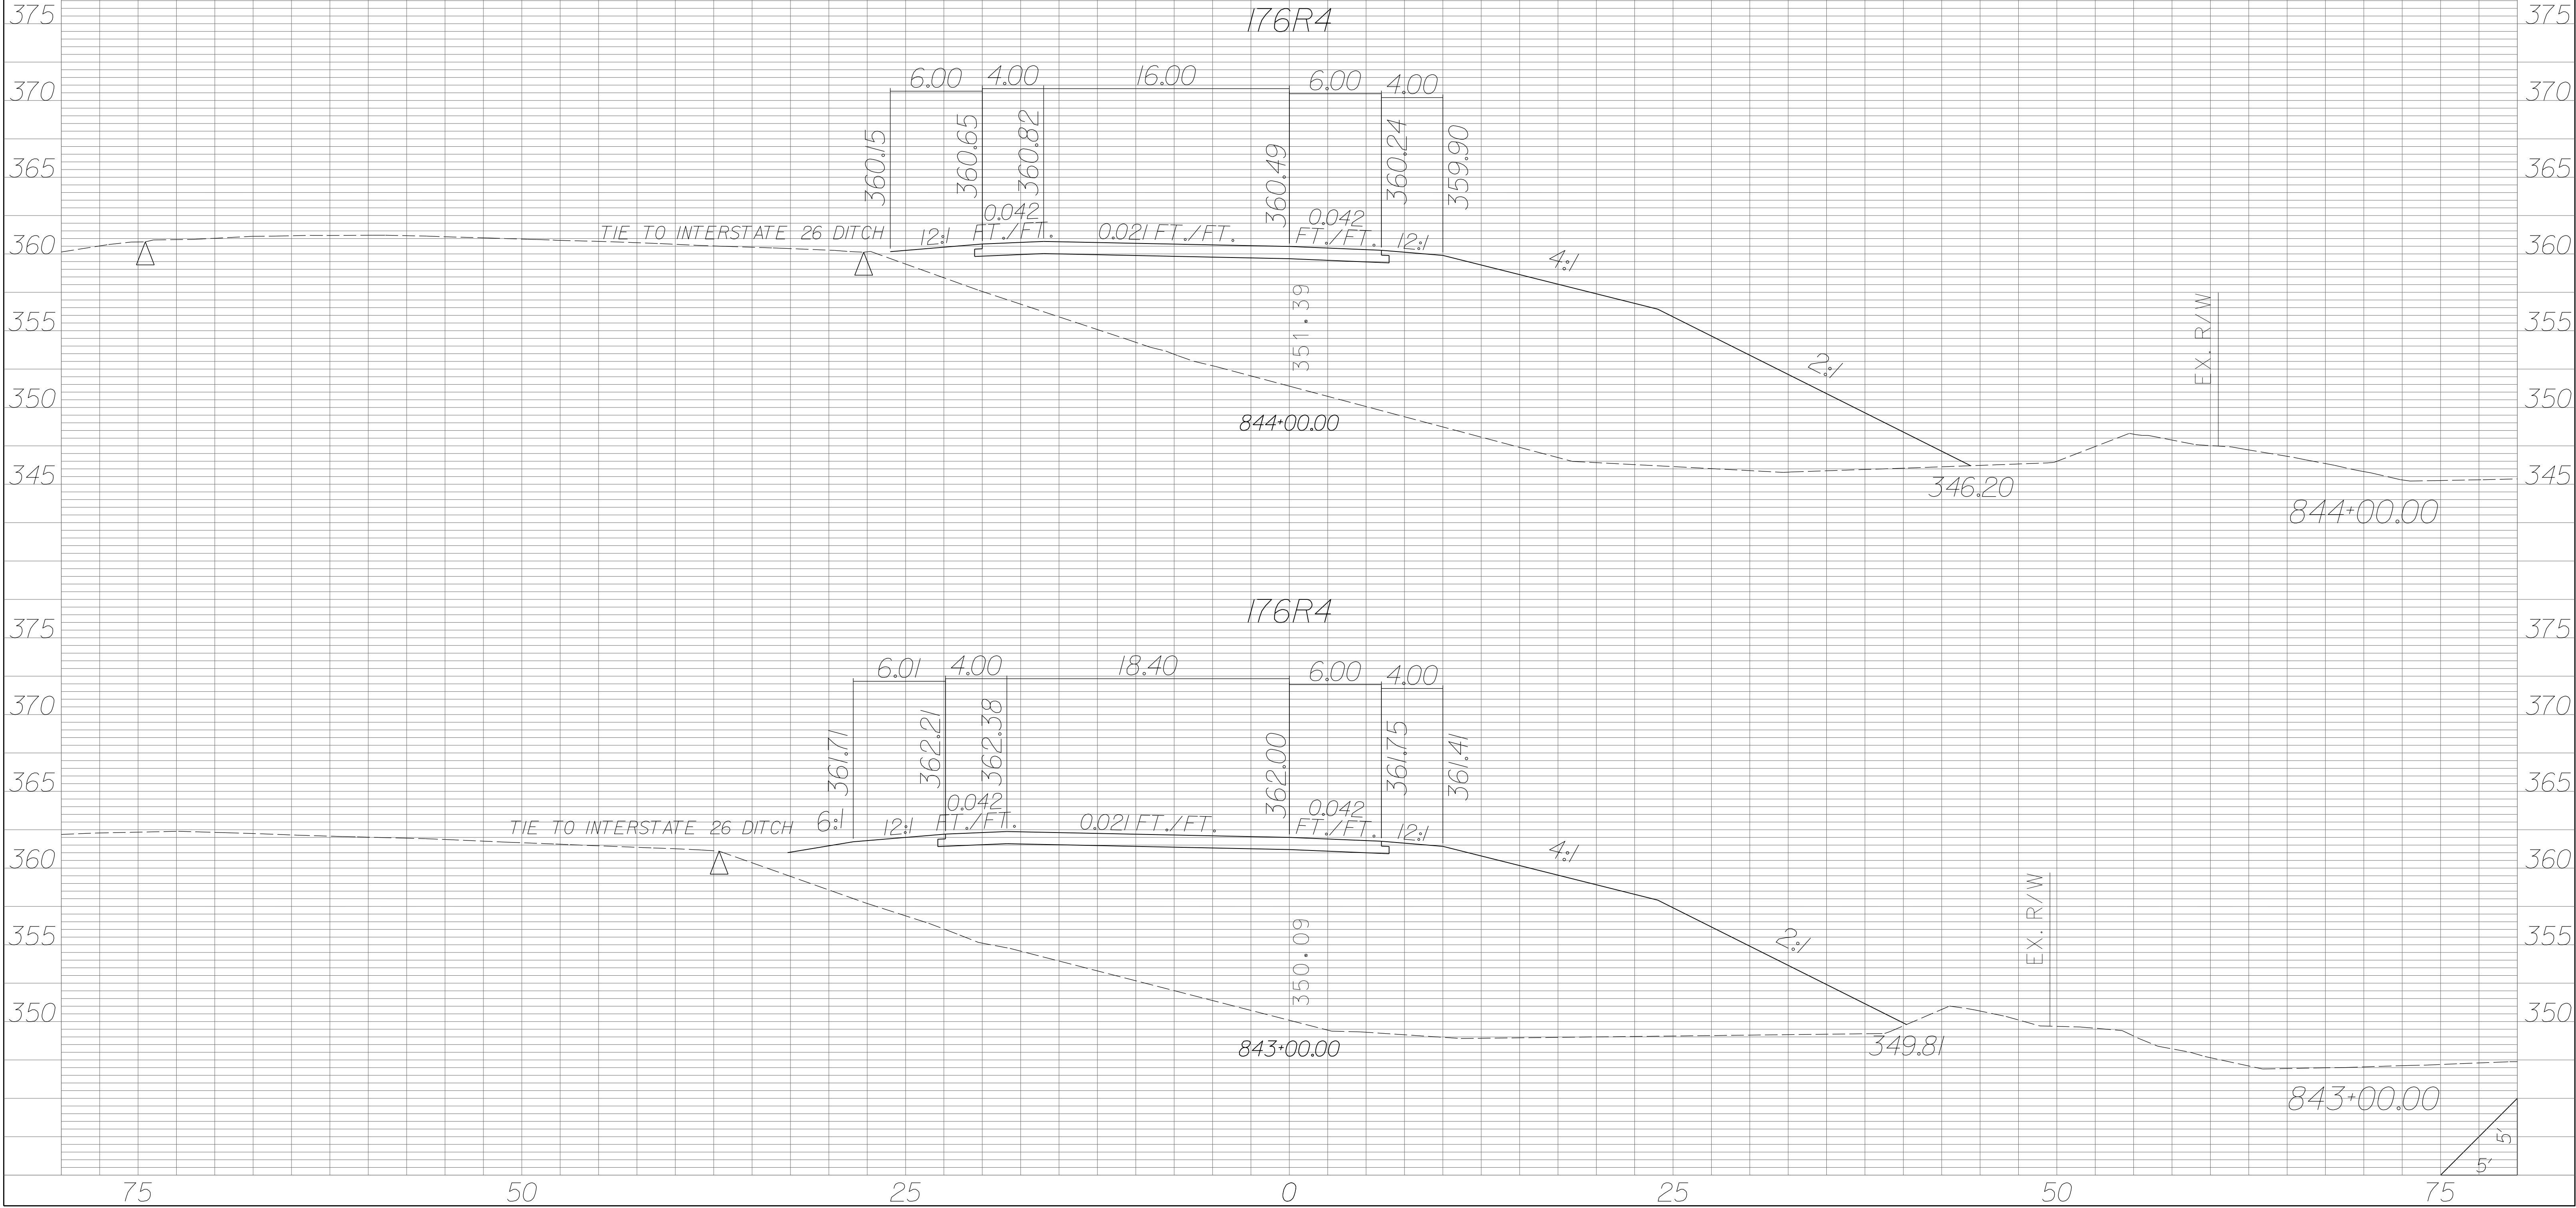 375 176R4 375
6.00 4.00 16.00 6.00 4.00
370 370
360.15 360.65 360.82 360.49 360.24 359.90
365 365
0.042 0.042
TIE TO INTERSTATE 26 DITCH 12:1 FT./FT. 0.021 FT./FT. FT./FT. 12:1
360 360
4:1
351.39
EX. R/W
355 355
2:1
350 350
844+00.00
345 345
346.20
844+00.00
176R4
375 375
6.01 4.00 18.40 6.00 4.00
370 370
361.71 362.21 362.38 362.00 361.75 361.41
365 365
0.042 0.042
TIE TO INTERSTATE 26 DITCH 6:1 12:1 FT./FT. 0.021 FT./FT. FT./FT. 12:1
360 360
4:1
EX. R/W
350.09
355 355
2:1
350 350
843+00.00 349.81
843+00.00
5'
5'
75 50 25 0 25 50 75